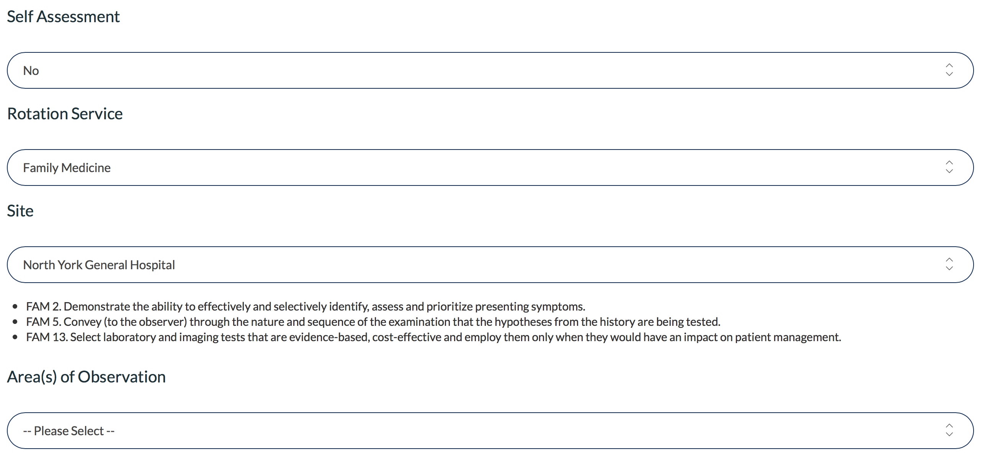 Self Assessment
No
Rotation Service
Family Medicine
Site
North York General Hospital
• FAM 2. Demonstrate the ability to effectively and selectively identify, assess and prioritize presenting symptoms.
• FAM 5. Convey (to the observer) through the nature and sequence of the examination that the hypotheses from the history are being tested.
• FAM 13. Select laboratory and imaging tests that are evidence-based, cost-effective and employ them only when they would have an impact on patient management.
Area(s) of Observation
-- Please Select --